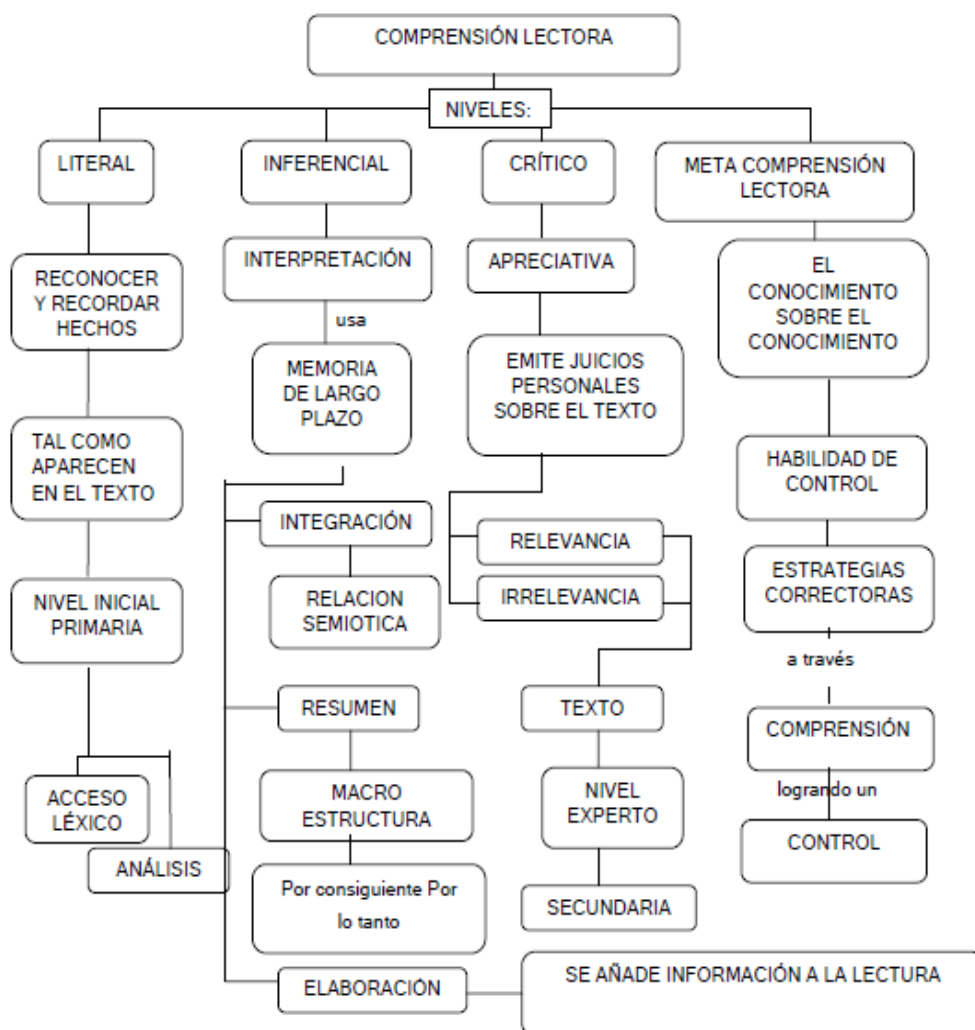 COMPRENSIÓN LECTORA
NIVELES:
LITERAL
RECONOCER
Y RECORDAR
HECHOS
TAL COMO
APARECEN
EN EL TEXTO
NIVEL INICIAL
PRIMARIA
ACCESO
LÉXICO
ANÁLISIS
INFERENCIAL
INTERPRETACIÓN
usa
MEMORIA
DE LARGO
PLAZO
INTEGRACIÓN
RELACION
SEMIOTICA
RESUMEN
MACRO
ESTRUCTURA
Por consiguiente Por
lo tanto
ELABORACIÓN
SE AÑADE INFORMACIÓN A LA LECTURA
CRÍTICO
APRECIATIVA
EMITE JUICIOS
PERSONALES
SOBRE EL TEXTO
RELEVANCIA
IRRELEVANCIA
TEXTO
NIVEL
EXPERTO
SECUNDARIA
META COMPRENSIÓN
LECTORA
EL
CONOCIMIENTO
SOBRE EL
CONOCIMIENTO
HABILIDAD DE
CONTROL
ESTRATEGIAS
CORRECTORAS
a través
COMPRENSIÓN
logrando un
CONTROL